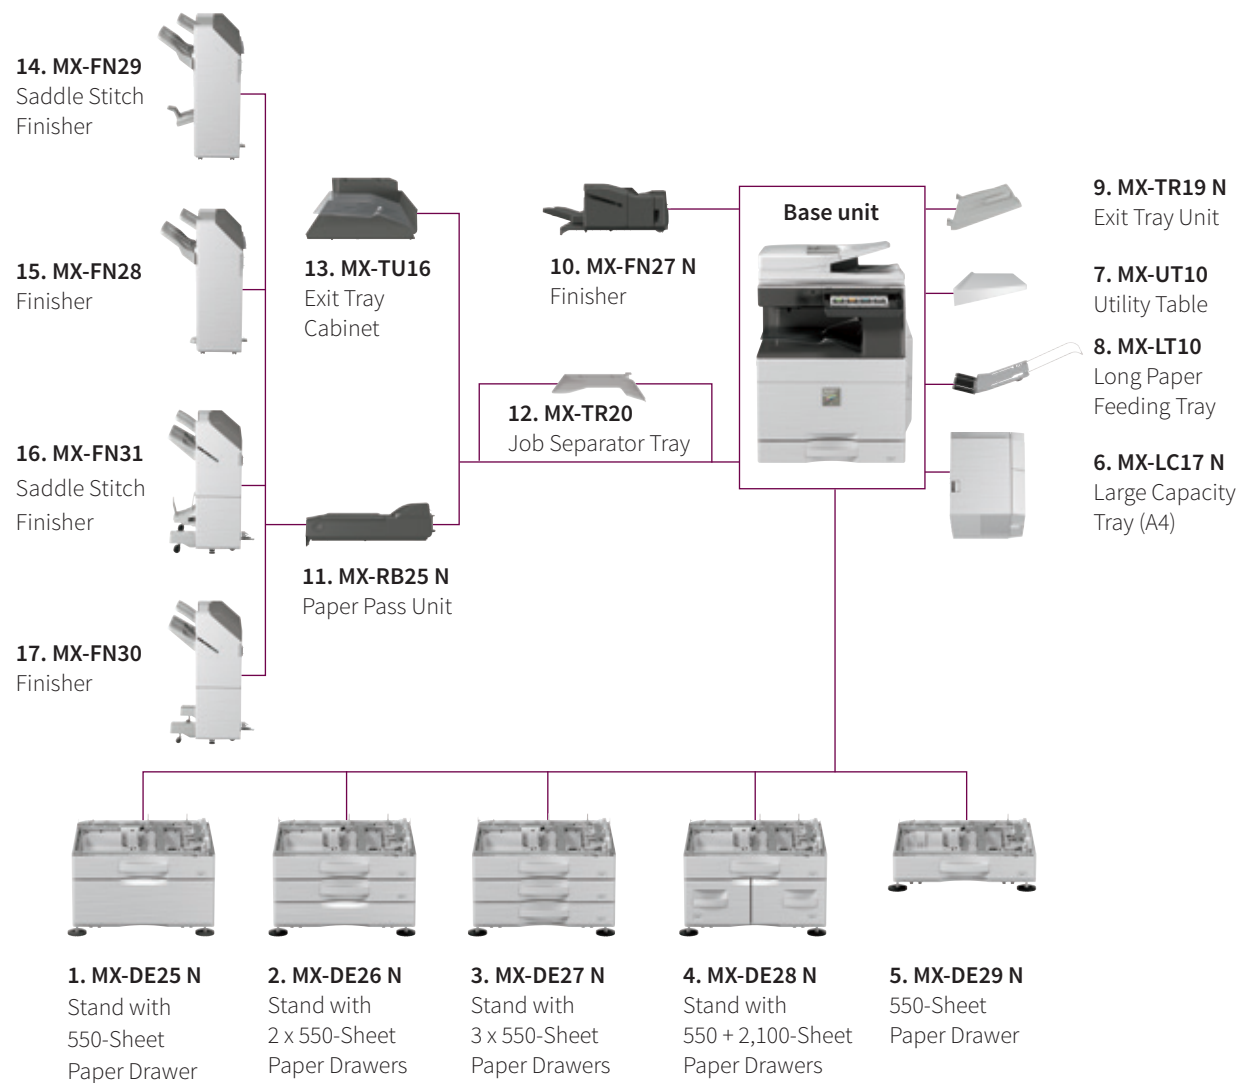 14. MX-FN29
Saddle Stitch
Finisher
15. MX-FN28
Finisher
16. MX-FN31
Saddle Stitch
Finisher
17. MX-FN30
Finisher
13. MX-TU16
Exit Tray
Cabinet
11. MX-RB25 N
Paper Pass Unit
10. MX-FN27 N
Finisher
12. MX-TR20
Job Separator Tray
Base unit
9. MX-TR19 N
Exit Tray Unit
7. MX-UT10
Utility Table
8. MX-LT10
Long Paper
Feeding Tray
6. MX-LC17 N
Large Capacity
Tray (A4)
1. MX-DE25 N
Stand with
550-Sheet
Paper Drawer
2. MX-DE26 N
Stand with
2 x 550-Sheet
Paper Drawers
3. MX-DE27 N
Stand with
3 x 550-Sheet
Paper Drawers
4. MX-DE28 N
Stand with
550 + 2,100-Sheet
Paper Drawers
5. MX-DE29 N
550-Sheet
Paper Drawer